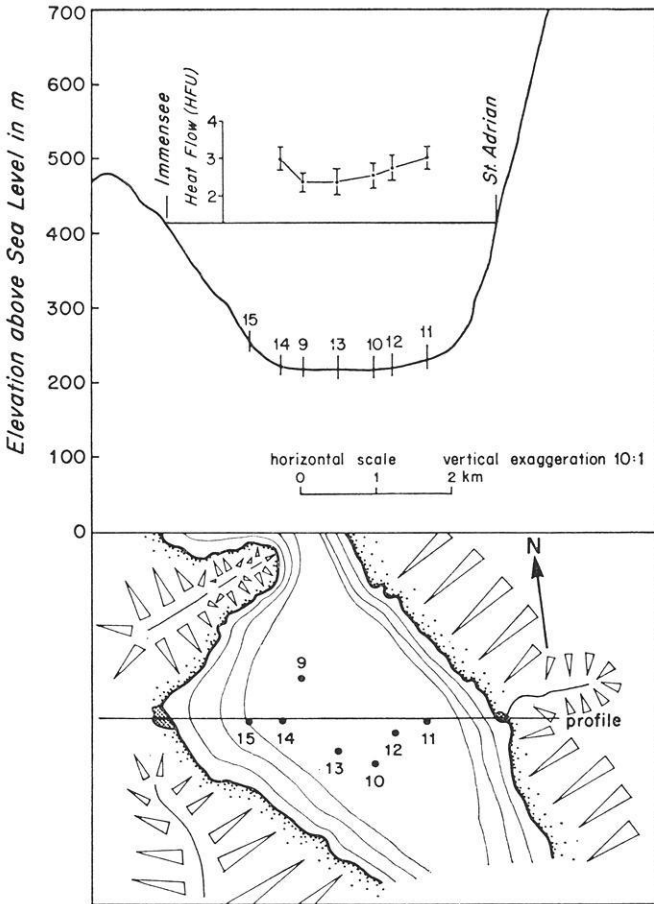 Elevation above Sea Level in m
700
600
500
400
300
200
100
0
Immensee
Heat Flow (HFU)
4
3
2
St. Adrian
15
14 9 13 10 12 11
horizontal scale vertical exaggeration 10:1
0 1 2 km
N
9
profile
15 14 12 11
13 10